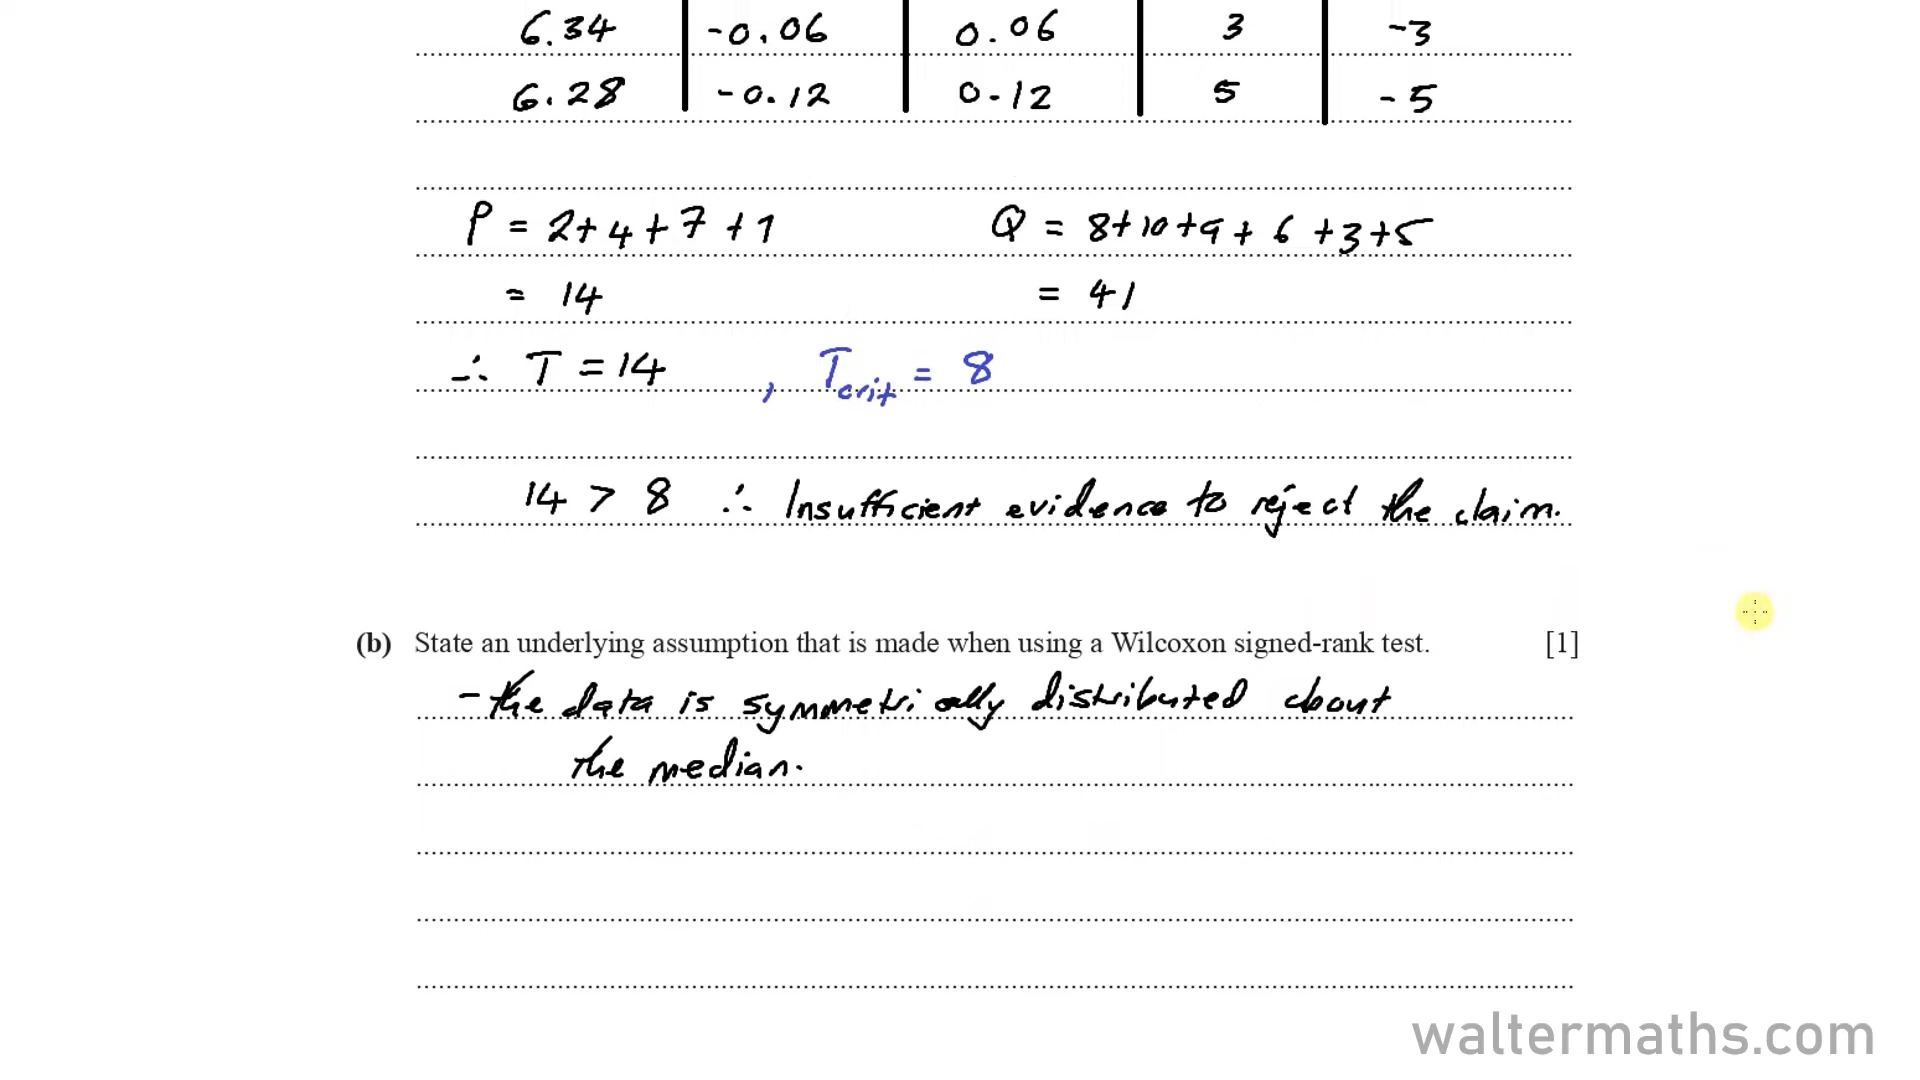 6.34 -0.06 0.06 3 -3
6.28 -0.12 0.12 5 -5
P = 2+4+7+1 Q = 8+10+9+6+3+5
= 14 = 41
∴ T = 14 , Tcrit = 8
14 > 8 ∴ Insufficient evidence to reject the claim.
(b) State an underlying assumption that is made when using a Wilcoxon signed-rank test. [1]
- the data is symmetrically distributed about
the median.
waltermaths.com